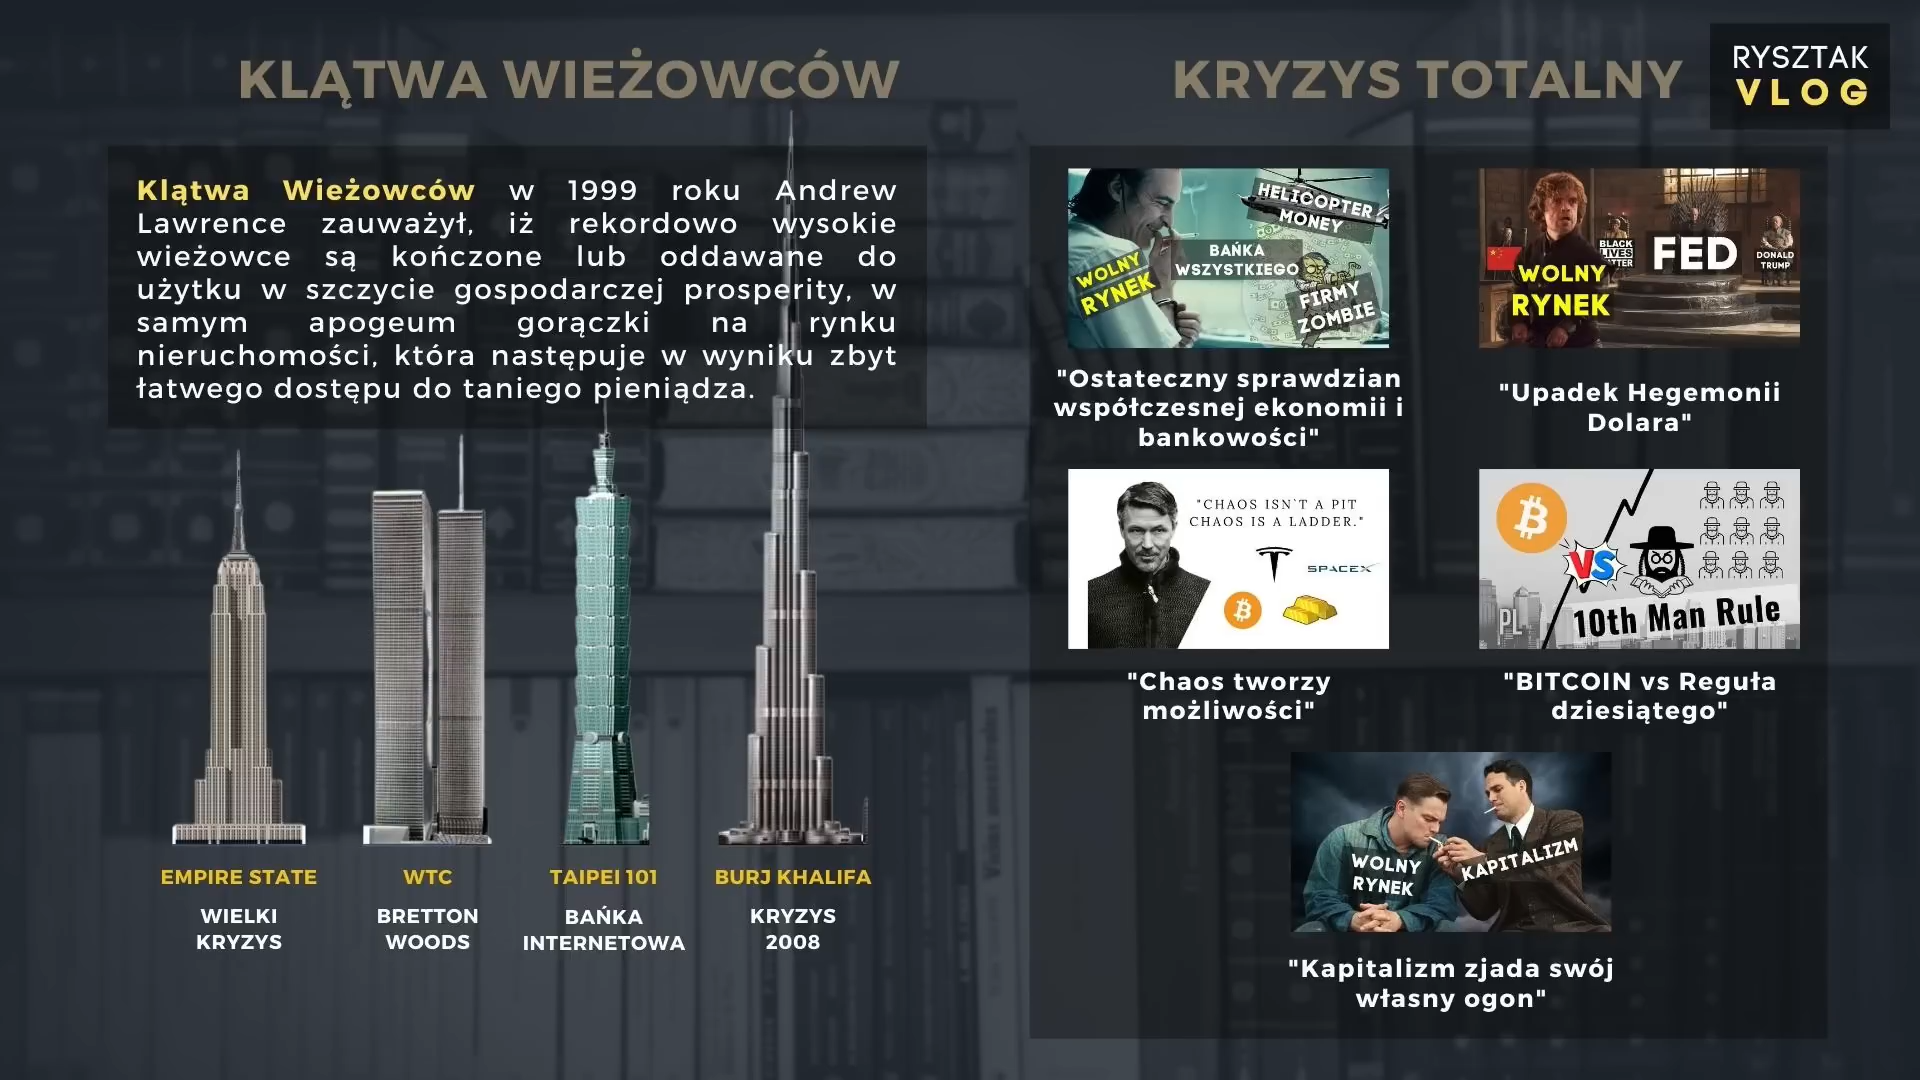 KLĄTWA WIEŻOWCÓW
Klątwa Wieżowców w 1999 roku Andrew
Lawrence zauważył, iż rekordowo wysokie
wieżowce są kończone lub oddawane do
użytku w szczycie gospodarczej prosperity, w
samym apogeum gorączki na rynku
nieruchomości, która następuje w wyniku zbyt
łatwego dostępu do taniego pieniądza.
EMPIRE STATE
WIELKI
KRYZYS
WTC
BRETTON
WOODS
TAIPEI 101
BAŃKA
INTERNETOWA
BURJ KHALIFA
KRYZYS
2008
KRYZYS TOTALNY
RYSZTAK
VLOG
HELICOPTER
MONEY
BAŃKA
WSZYSTKIEGO
WOLNY
RYNEK
FIRMY
ZOMBIE
"Ostateczny sprawdzian
współczesnej ekonomii i
bankowości"
BLACK
LIVES
FED
DONALD
TRUMP
WOLNY
RYNEK
"Upadek Hegemonii
Dolara"
"CHAOS ISN`T A PIT
CHAOS IS A LADDER."
SPACEX
"Chaos tworzy
możliwości"
VS
PL
10th Man Rule
"BITCOIN vs Reguła
dziesiątego"
WOLNY
RYNEK
KAPITALIZM
"Kapitalizm zjada swój
własny ogon"